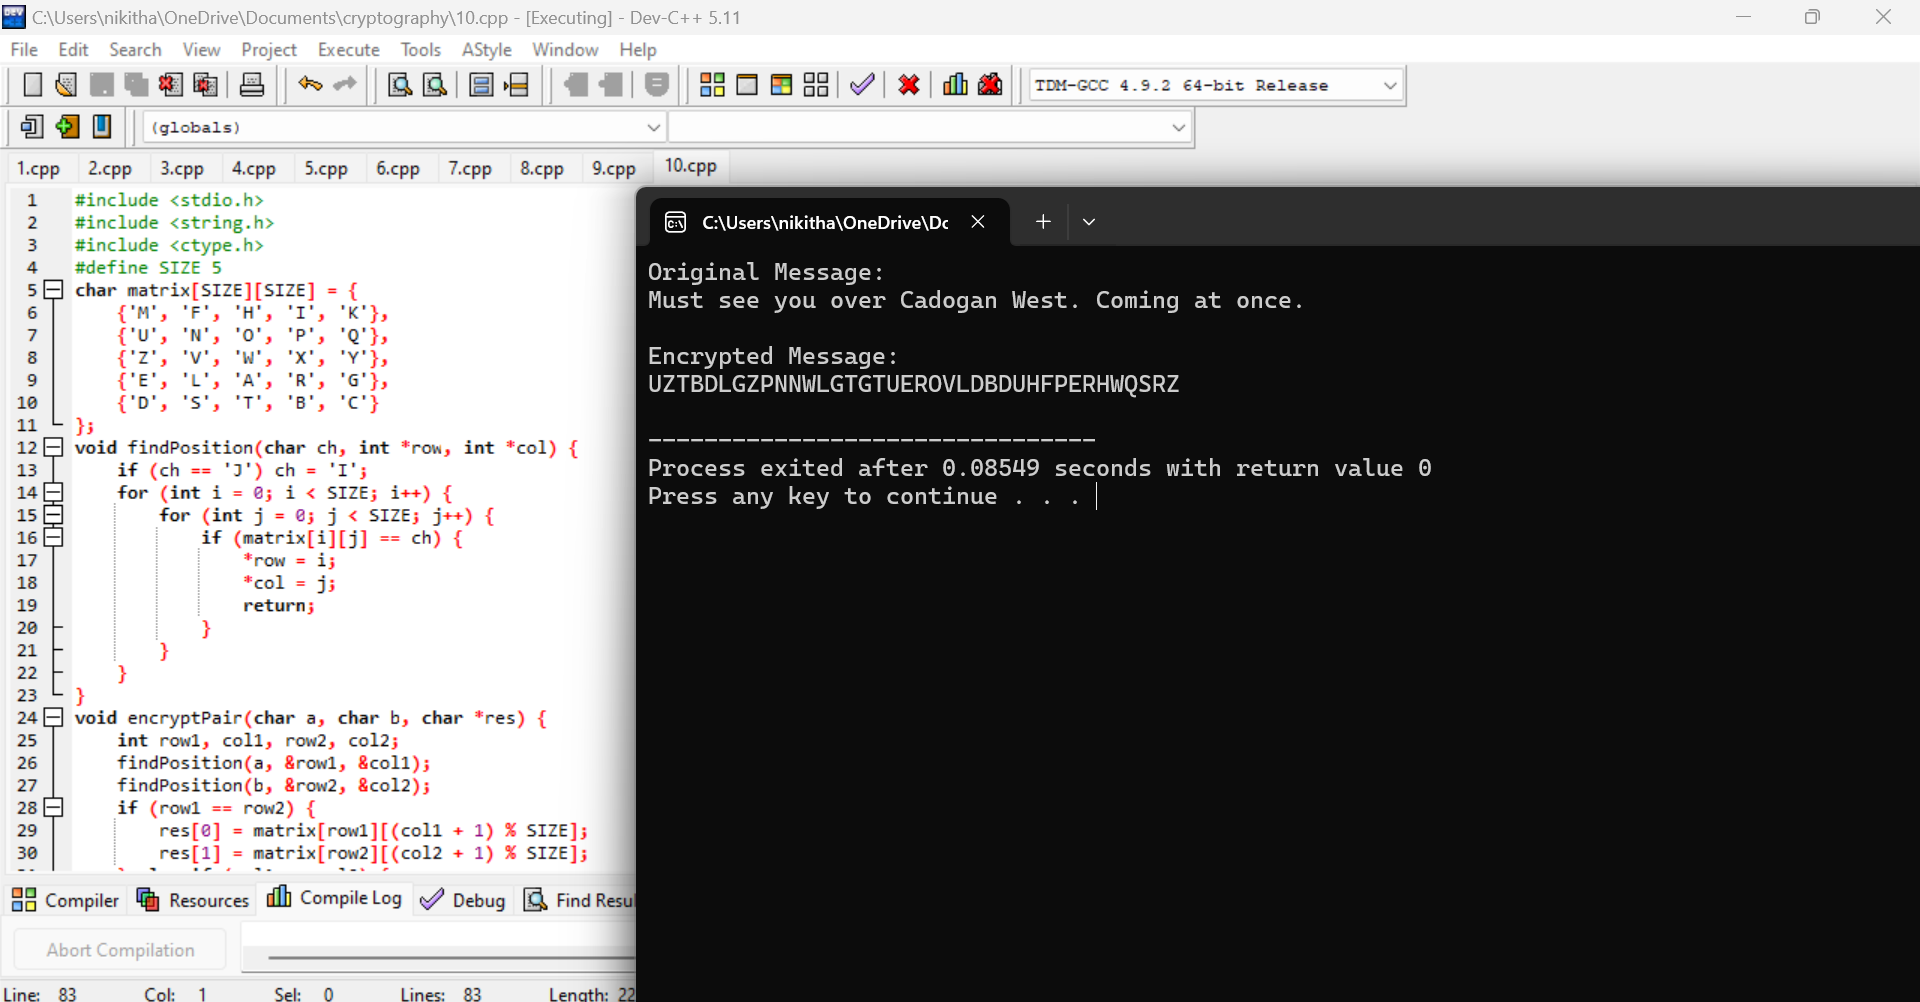 C:\Users\nikitha\OneDrive\Documents\cryptography\10.cpp - [Executing] - Dev-C++ 5.11
File Edit Search View Project Execute Tools AStyle Window Help
TDM-GCC 4.9.2 64-bit Release
(globals)
1.cpp 2.cpp 3.cpp 4.cpp 5.cpp 6.cpp 7.cpp 8.cpp 9.cpp 10.cpp
1 #include <stdio.h>
2 #include <string.h>
3 #include <ctype.h>
4 #define SIZE 5
5 char matrix[SIZE][SIZE] = {
6 {'M', 'F', 'H', 'I', 'K'},
7 {'U', 'N', 'O', 'P', 'Q'},
8 {'Z', 'V', 'W', 'X', 'Y'},
9 {'E', 'L', 'A', 'R', 'G'},
10 {'D', 'S', 'T', 'B', 'C'}
11 };
12 void findPosition(char ch, int *row, int *col) {
13 if (ch == 'J') ch = 'I';
14 for (int i = 0; i < SIZE; i++) {
15 for (int j = 0; j < SIZE; j++) {
16 if (matrix[i][j] == ch) {
17 *row = i;
18 *col = j;
19 return;
20 }
21 }
22 }
23 }
24 void encryptPair(char a, char b, char *res) {
25 int row1, col1, row2, col2;
26 findPosition(a, &row1, &col1);
27 findPosition(b, &row2, &col2);
28 if (row1 == row2) {
29 res[0] = matrix[row1][(col1 + 1) % SIZE];
30 res[1] = matrix[row2][(col2 + 1) % SIZE];
C:\Users\nikitha\OneDrive\Dc
Original Message:
Must see you over Cadogan West. Coming at once.
Encrypted Message:
UZTBDLGZPNNWLGTGTUEROVLDBDUHFPERHWQSRZ
--------------------------------
Process exited after 0.08549 seconds with return value 0
Press any key to continue . . .
Compiler Resources Compile Log Debug Find Resul
Abort Compilation
Line: 83 Col: 1 Sel: 0 Lines: 83 Length: 22